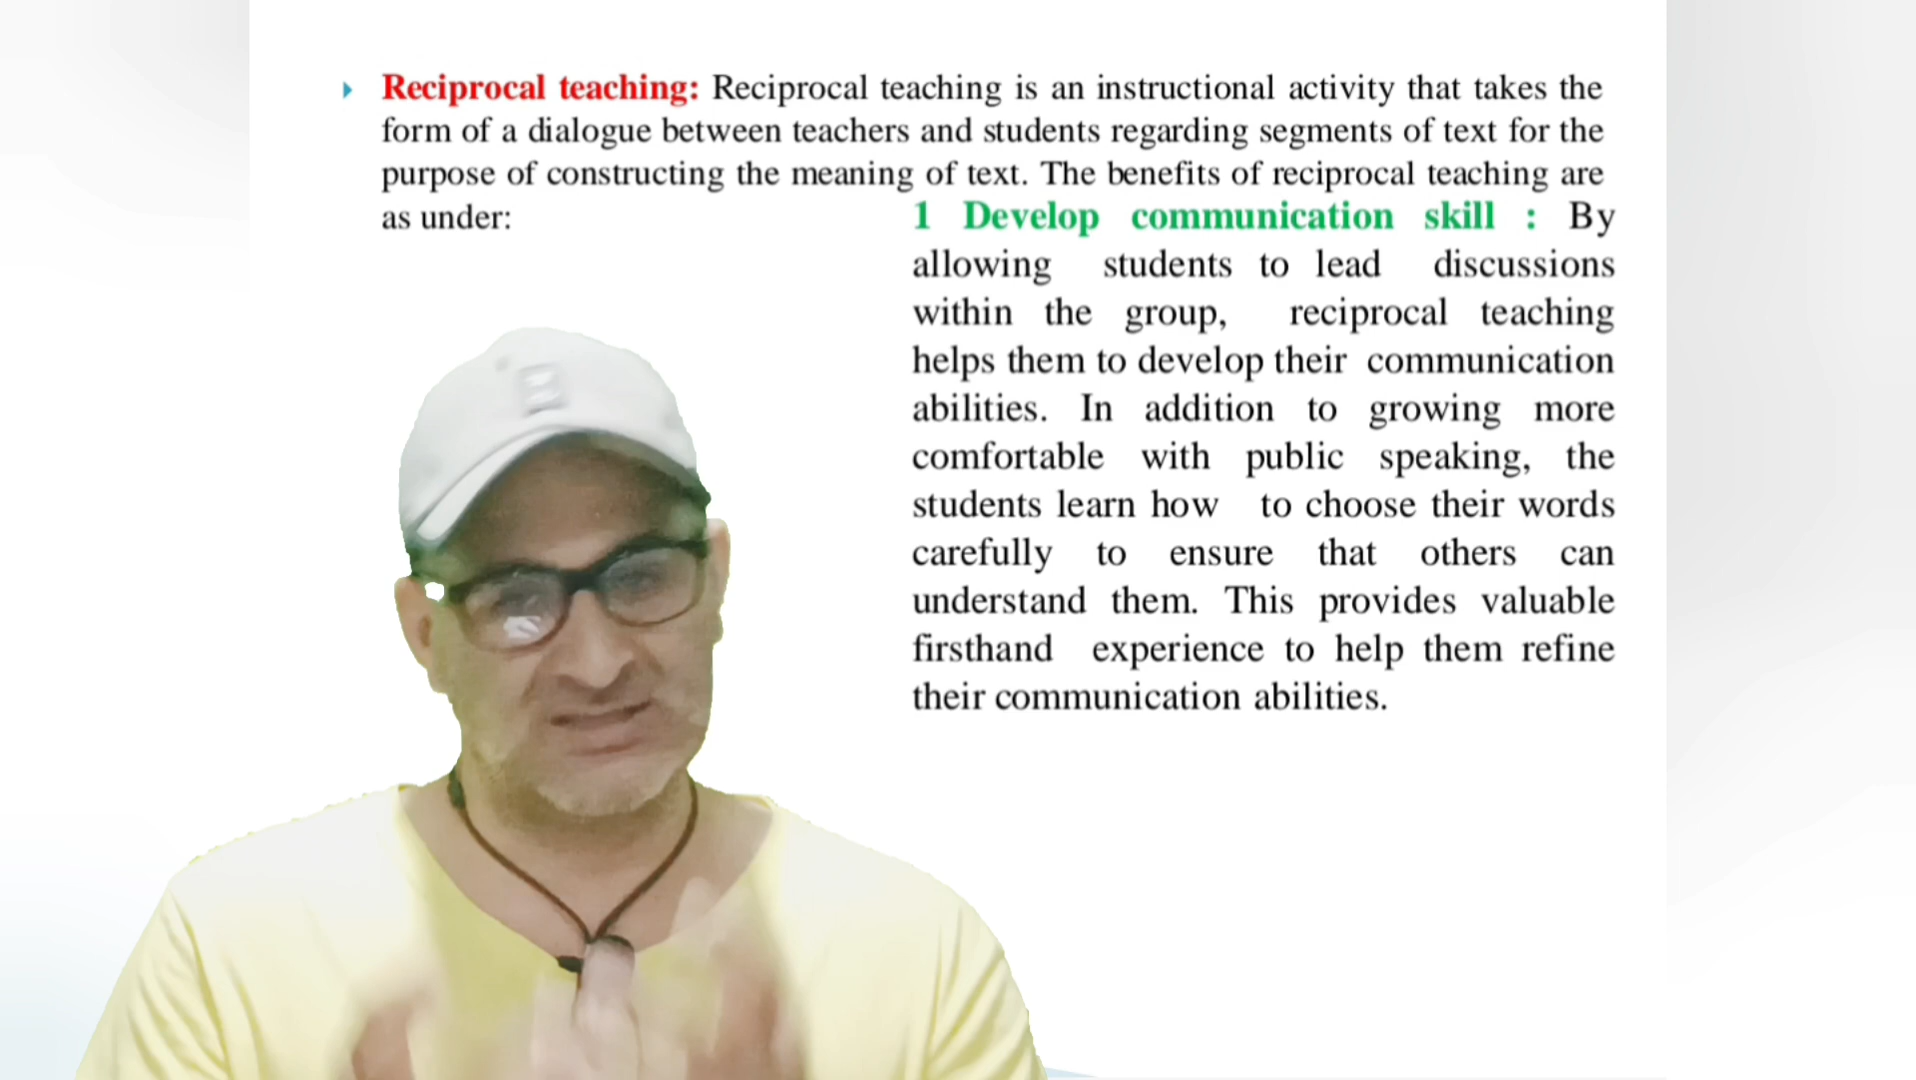 Reciprocal teaching: Reciprocal teaching is an instructional activity that takes the
form of a dialogue between teachers and students regarding segments of text for the
purpose of constructing the meaning of text. The benefits of reciprocal teaching are
as under:
1 Develop communication skill : By
allowing students to lead discussions
within the group, reciprocal teaching
helps them to develop their communication
abilities. In addition to growing more
comfortable with public speaking, the
students learn how to choose their words
carefully to ensure that others can
understand them. This provides valuable
firsthand experience to help them refine
their communication abilities.